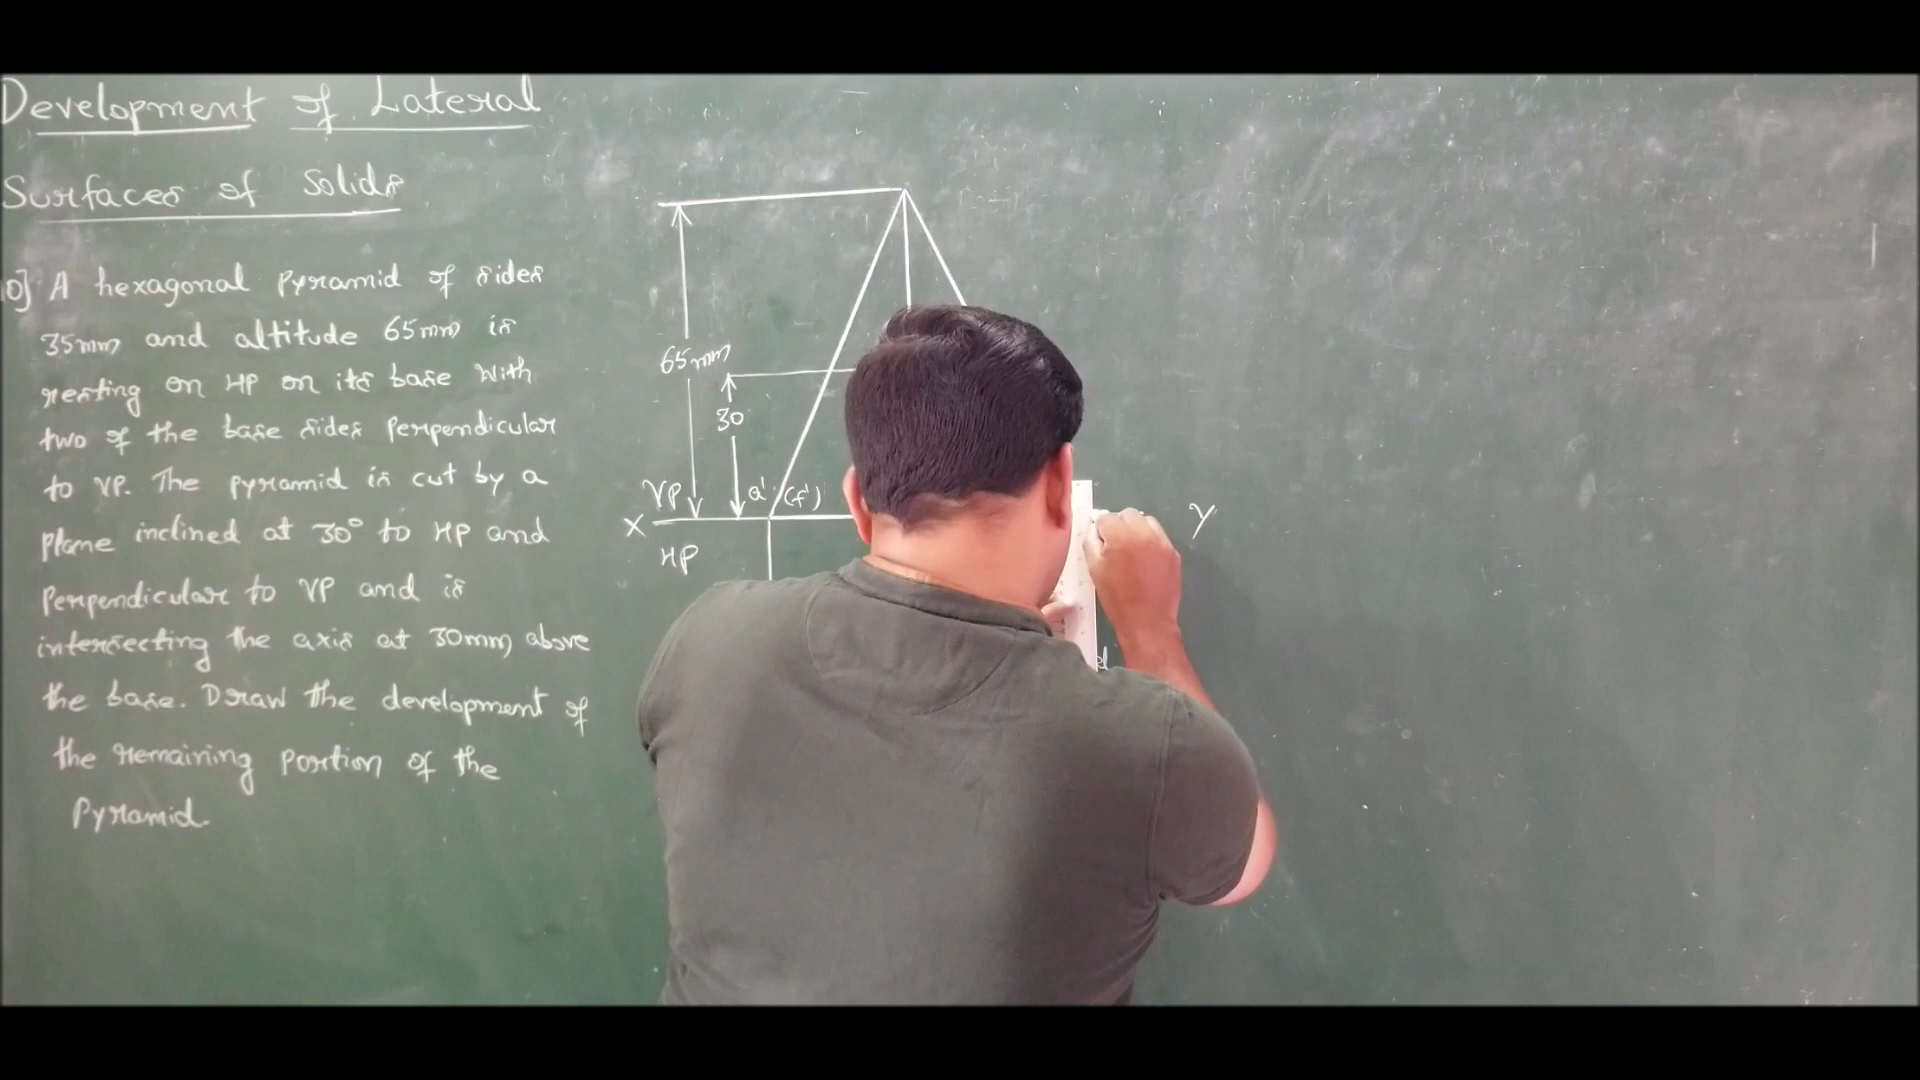 Development of Lateral
Surfaces of Solids
10] A hexagonal pyramid of sides
35mm and altitude 65mm is
resting on HP on its base with
two of the base sides perpendicular
to VP. The pyramid is cut by a
plane inclined at 30° to HP and
perpendicular to VP and is
intersecting the axis at 30mm above
the base. Draw the development of
the remaining portion of the
pyramid.
65mm
30
VP
a' (f')
X
Y
HP
d